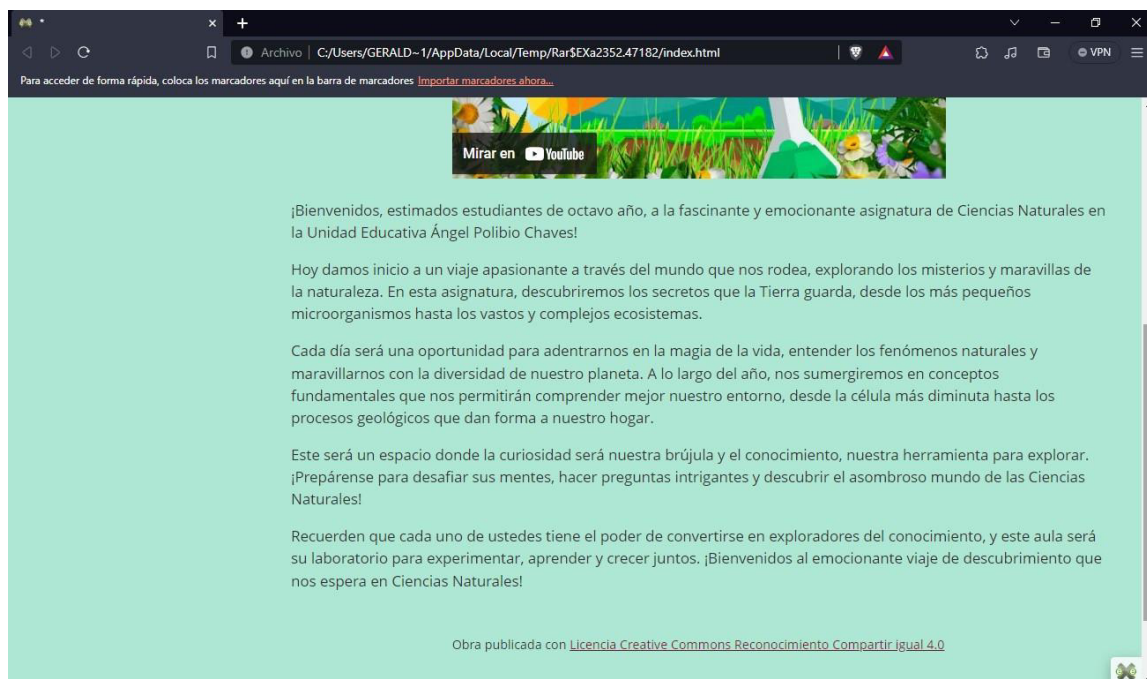 *
Archivo
C:/Users/GERALD~1/AppData/Local/Temp/Rar$EXa2352.47182/index.html
VPN
Para acceder de forma rápida, coloca los marcadores aquí en la barra de marcadores Importar marcadores ahora...
Mirar en YouTube
¡Bienvenidos, estimados estudiantes de octavo año, a la fascinante y emocionante asignatura de Ciencias Naturales en
la Unidad Educativa Ángel Polibio Chaves!
Hoy damos inicio a un viaje apasionante a través del mundo que nos rodea, explorando los misterios y maravillas de
la naturaleza. En esta asignatura, descubriremos los secretos que la Tierra guarda, desde los más pequeños
microorganismos hasta los vastos y complejos ecosistemas.
Cada día será una oportunidad para adentrarnos en la magia de la vida, entender los fenómenos naturales y
maravillarnos con la diversidad de nuestro planeta. A lo largo del año, nos sumergiremos en conceptos
fundamentales que nos permitirán comprender mejor nuestro entorno, desde la célula más diminuta hasta los
procesos geológicos que dan forma a nuestro hogar.
Este será un espacio donde la curiosidad será nuestra brújula y el conocimiento, nuestra herramienta para explorar.
¡Prepárense para desafiar sus mentes, hacer preguntas intrigantes y descubrir el asombroso mundo de las Ciencias
Naturales!
Recuerden que cada uno de ustedes tiene el poder de convertirse en exploradores del conocimiento, y este aula será
su laboratorio para experimentar, aprender y crecer juntos. ¡Bienvenidos al emocionante viaje de descubrimiento que
nos espera en Ciencias Naturales!
Obra publicada con Licencia Creative Commons Reconocimiento Compartir igual 4.0